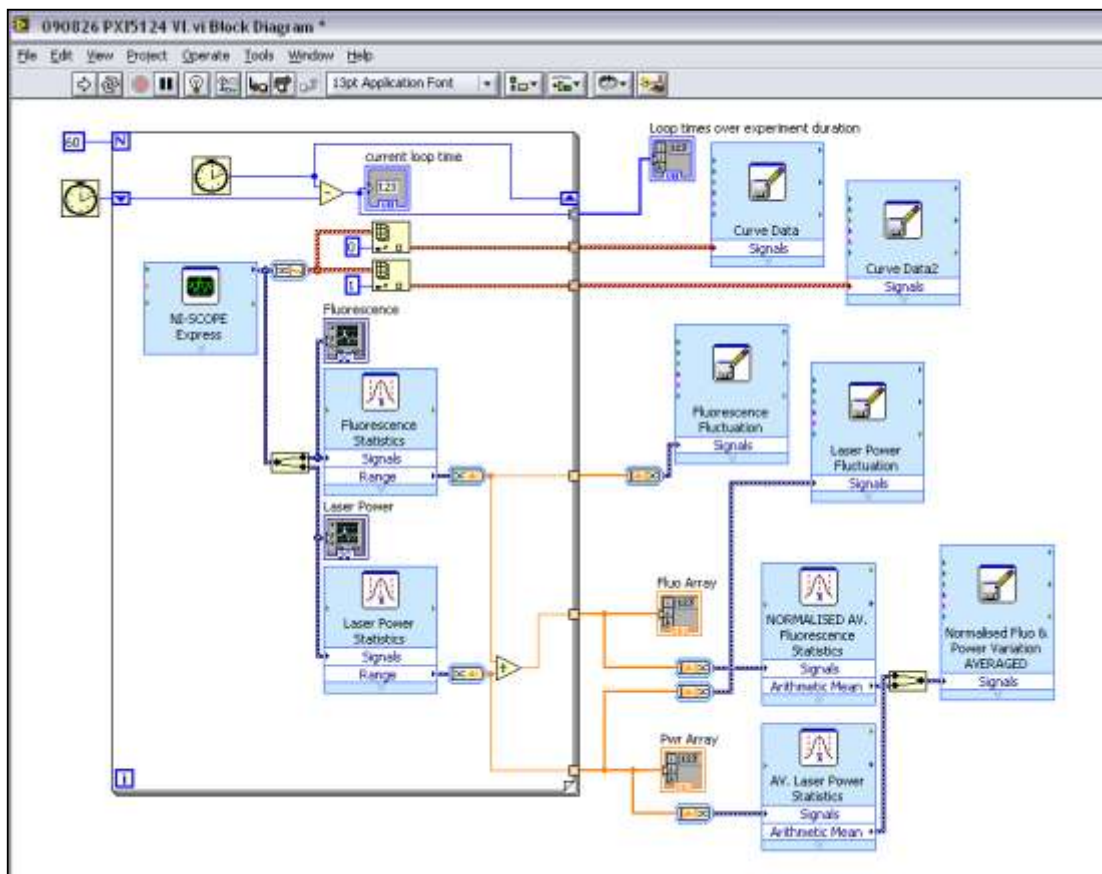 090826 PXI5124 VI.vi Block Diagram *
File Edit View Project Operate Tools Window Help
13pt Application Font
60
N
Loop times over experiment duration
current loop time
1.23
Curve Data
Signals
Curve Data2
Signals
0
1
NI-SCOPE
Express
Fluorescence
Fluorescence
Statistics
Signals
Range
Fluorescence
Fluctuation
Signals
Laser Power
Fluctuation
Signals
Laser Power
Laser Power
Statistics
Signals
Range
Fluo Array
NORMALISED AV.
Fluorescence
Statistics
Signals
Arithmetic Mean
Normalised Fluo &
Power Variation
AVERAGED
Signals
Pwr Array
AV. Laser Power
Statistics
Signals
Arithmetic Mean
i